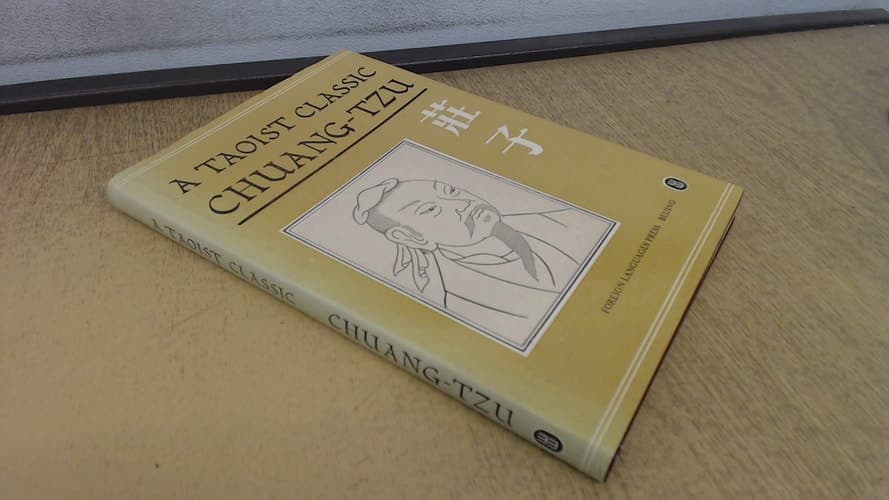 A TAOIST CLASSIC
CHUANG-TZU
莊
子
FOREIGN LANGUAGES PRESS BEIJING
A TAOIST CLASSIC CHUANG-TZU